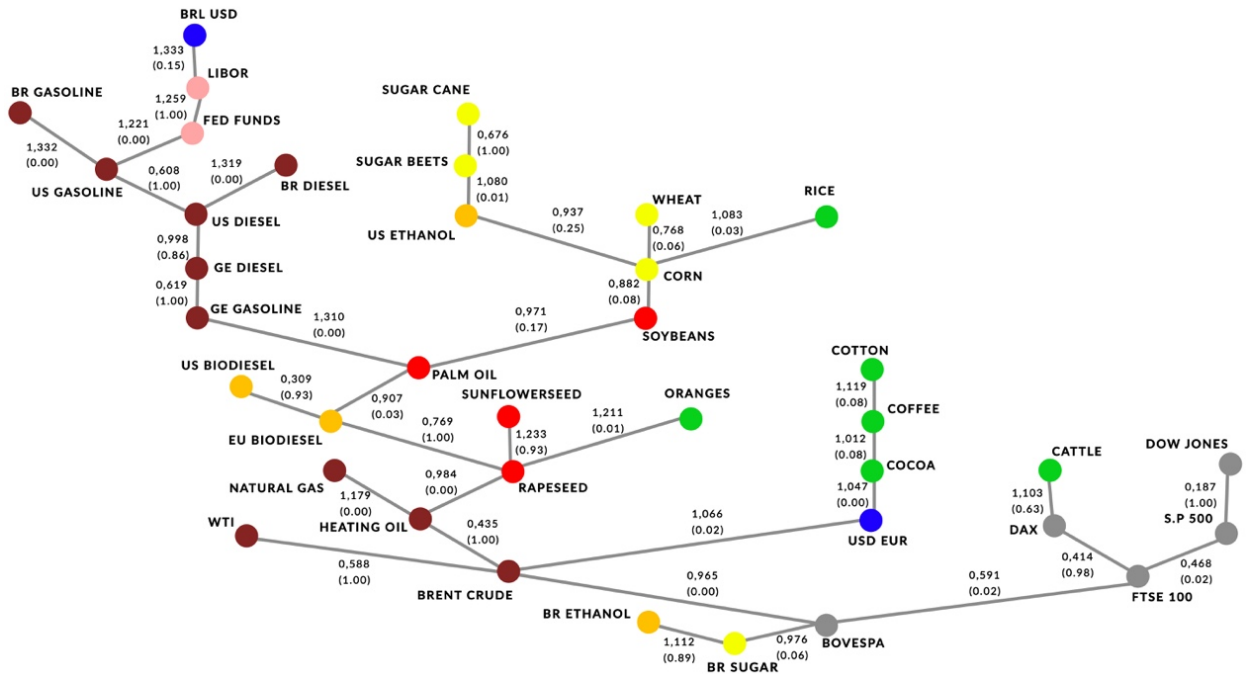 BRL USD
1,333
(0.15)
LIBOR
BR GASOLINE
1,259
(1.00)
SUGAR CANE
FED FUNDS
1,221
(0.00)
1,332
(0.00)
0,676
(1.00)
SUGAR BEETS
1,319
(0.00)
0,608
(1.00)
US GASOLINE
BR DIESEL
1,080
(0.01)
RICE
WHEAT
US DIESEL
US ETHANOL
0,937
(0.25)
0,768
(0.06)
1,083
(0.03)
0,998
(0.86)
GE DIESEL
CORN
0,619
(1.00)
0,882
(0.08)
GE GASOLINE
1,310
(0.00)
0,971
(0.17)
SOYBEANS
COTTON
US BIODIESEL
PALM OIL
0,309
(0.93)
0,907
(0.03)
SUNFLOWERSEED
ORANGES
1,119
(0.08)
COFFEE
EU BIODIESEL
0,769
(1.00)
1,233
(0.93)
1,211
(0.01)
1,012
(0.08)
DOW JONES
CATTLE
COCOA
NATURAL GAS
0,984
(0.00)
RAPESEED
1,047
(0.00)
1,179
(0.00)
1,103
(0.63)
0,187
(1.00)
WTI
HEATING OIL
0,435
(1.00)
1,066
(0.02)
USD EUR
DAX
S.P 500
0,588
(1.00)
0,414
(0.98)
0,468
(0.02)
BRENT CRUDE
0,965
(0.00)
0,591
(0.02)
FTSE 100
BR ETHANOL
1,112
(0.89)
0,976
(0.06)
BOVESPA
BR SUGAR